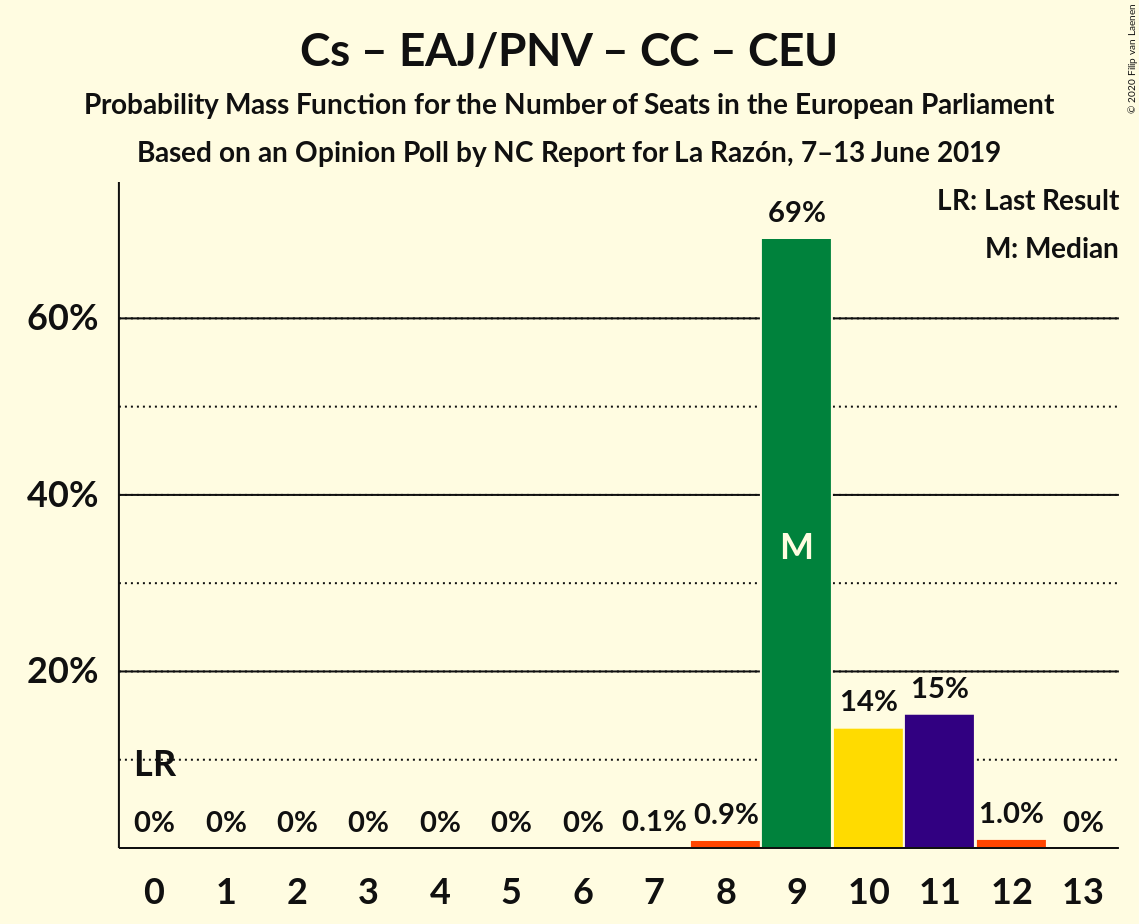 Cs – EAJ/PNV – CC – CEU
Probability Mass Function for the Number of Seats in the European Parliament
Based on an Opinion Poll by NC Report for La Razón, 7–13 June 2019
© 2020 Filip van Laenen
LR: Last Result
M: Median
69%
60%
40%
M
20%
14% 15%
LR
0% 0% 0% 0% 0% 0% 0% 0.1% 0.9% 1.0% 0%
0 1 2 3 4 5 6 7 8 9 10 11 12 13